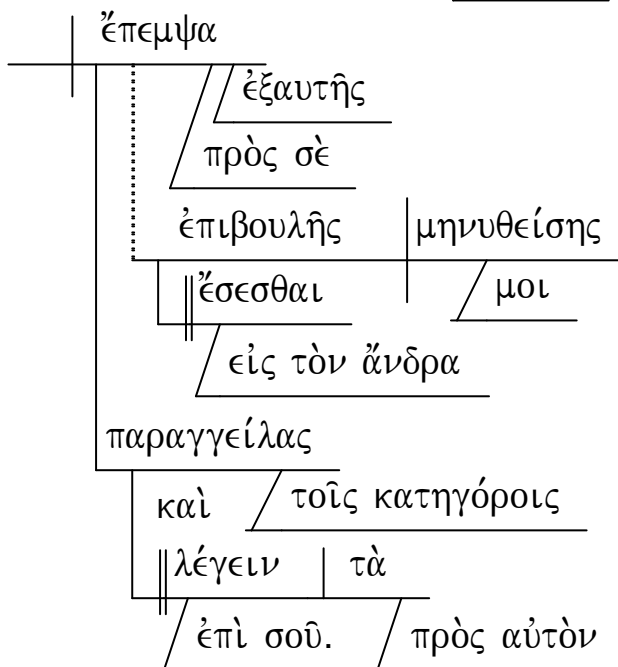 ἔπεμψα
ἐξαυτῆς
πρὸς σὲ
ἐπιβουλῆς μηνυθείσης
ἔσεσθαι μοι
εἰς τὸν ἄνδρα
παραγγείλας
καὶ τοῖς κατηγόροις
λέγειν τὰ
ἐπὶ σοῦ. πρὸς αὐτὸν